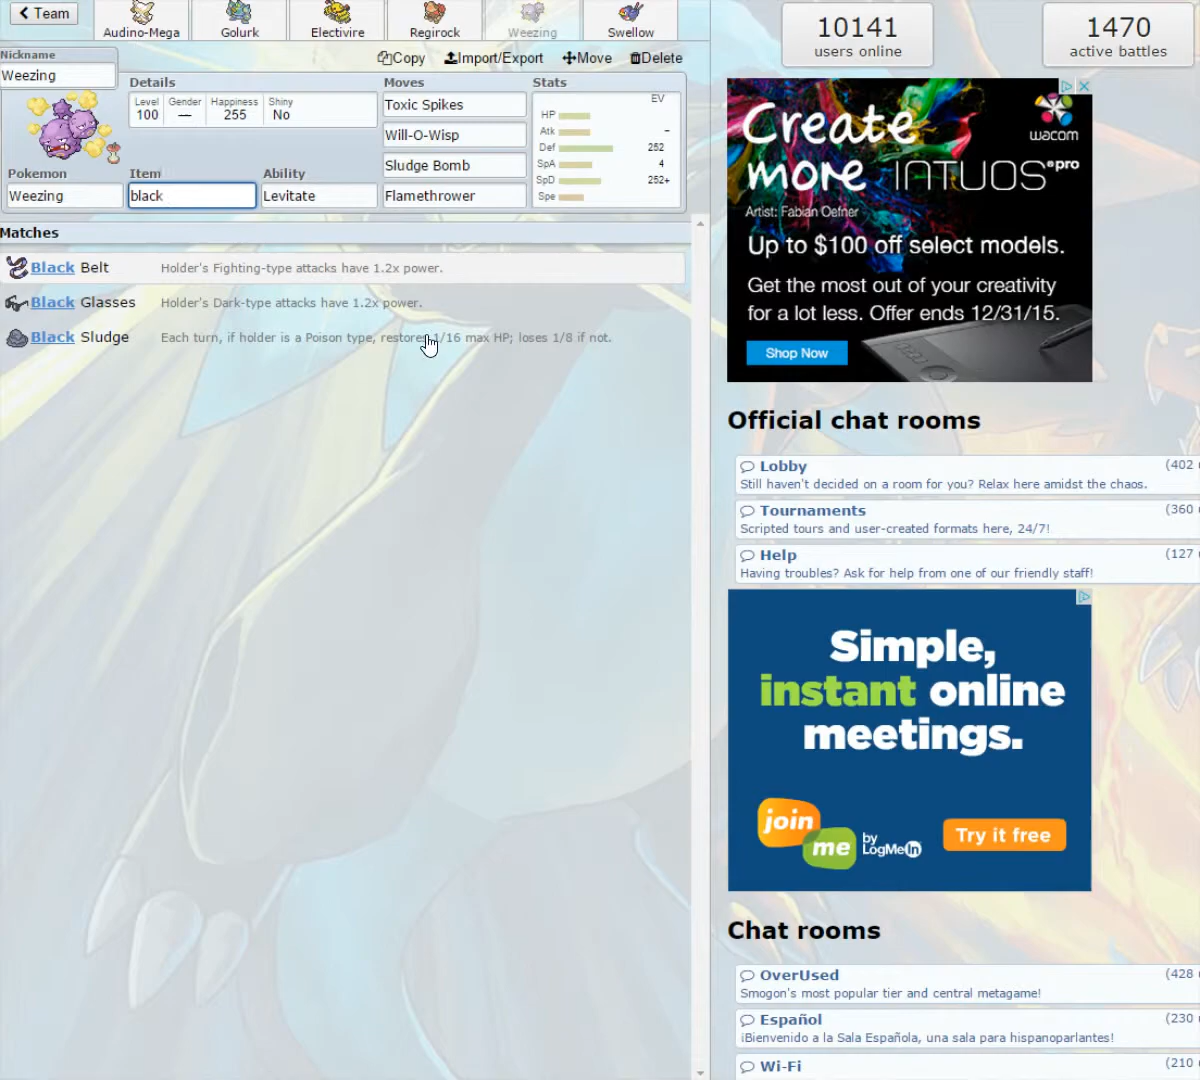 Team
Audino-Mega
Golurk
Electivire
Regirock
Weezing
Swellow
Nickname
Weezing
Copy Import/Export Move Delete
Details
Level 100
Gender —
Happiness 255
Shiny No
Pokemon
Weezing
Item
black
Ability
Levitate
Moves
Toxic Spikes
Will-O-Wisp
Sludge Bomb
Flamethrower
Stats
EV
HP
Atk –
Def 252
SpA 4
SpD 252+
Spe
Matches
Black Belt Holder's Fighting-type attacks have 1.2x power.
Black Glasses Holder's Dark-type attacks have 1.2x power.
Black Sludge Each turn, if holder is a Poison type, restores 1/16 max HP; loses 1/8 if not.
10141
users online
1470
active battles
Create
more INTUOS®pro
wacom
Artist: Fabian Oefner
Up to $100 off select models.
Get the most out of your creativity
for a lot less. Offer ends 12/31/15.
Shop Now
Official chat rooms
Lobby (402
Still haven't decided on a room for you? Relax here amidst the chaos.
Tournaments (360
Scripted tours and user-created formats here, 24/7!
Help (127
Having troubles? Ask for help from one of our friendly staff!
Simple,
instant online
meetings.
join
me by
LogMeIn
Try it free
Chat rooms
OverUsed (428
Smogon's most popular tier and central metagame!
Español (230
¡Bienvenido a la Sala Española, una sala para hispanoparlantes!
Wi-Fi (210